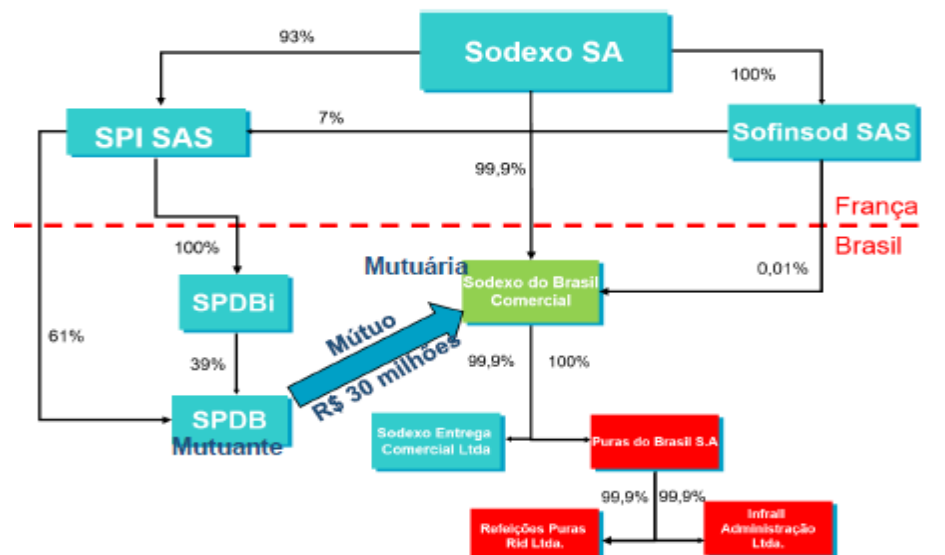 93%
Sodexo SA
100%
SPI SAS
7%
Sofinsod SAS
99,9%
França
Brasil
100%
Mutuária
Sodexo do Brasil
Comercial
0,01%
SPDBi
61%
39%
Mútuo
R$ 30 milhões
99,9%
100%
SPDB
Mutuante
Sodexo Entrega
Comercial Ltda
Puras do Brasil S.A
99,9%
99,9%
Refeições Puras
Rid Ltda.
Infrall
Administração
Ltda.